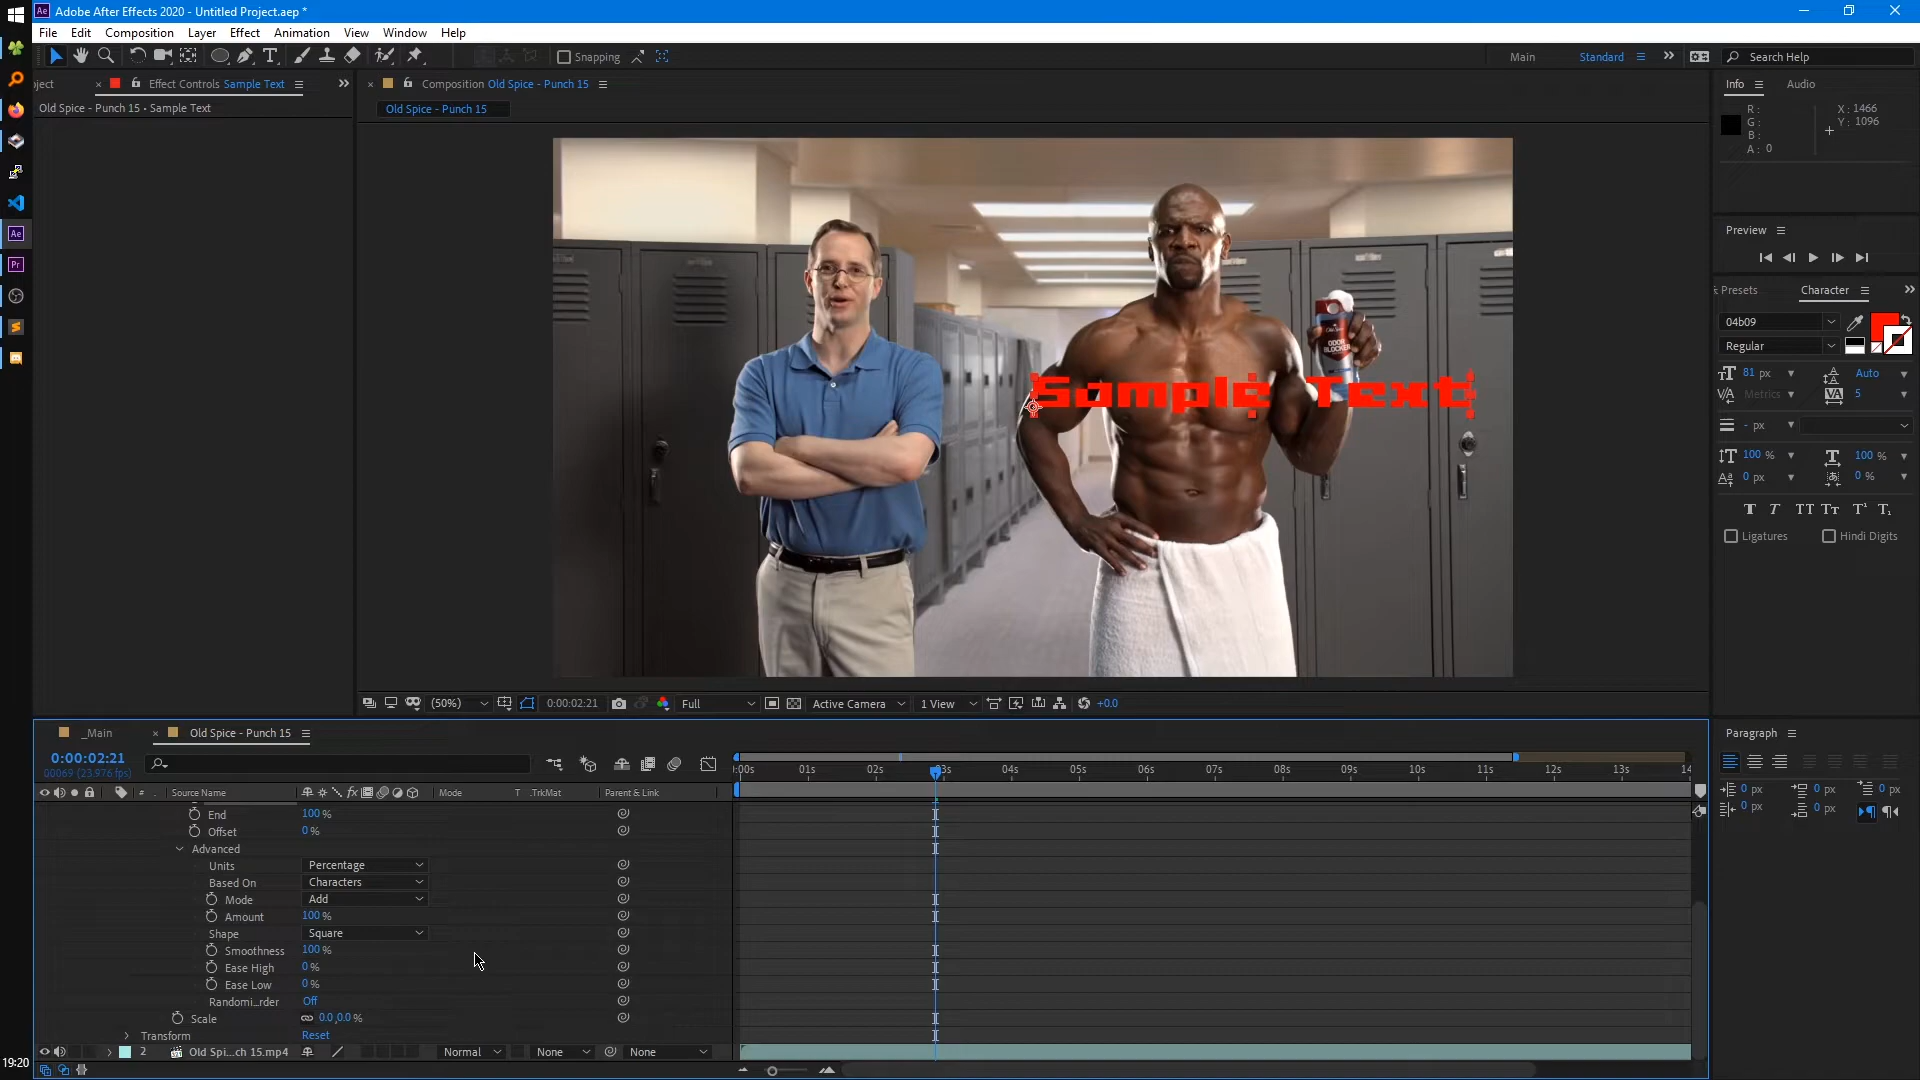 Adobe After Effects 2020 - Untitled Project.aep *
File Edit Composition Layer Effect Animation View Window Help
Snapping
Main Standard Search Help
oject Effect Controls Sample Text
Old Spice - Punch 15 • Sample Text
Composition Old Spice - Punch 15
Old Spice - Punch 15
Info Audio
R :
G :
B :
A : 0
X : 1466
Y : 1096
Preview
Presets Character
04b09
Regular
81 px Auto
Metrics 5
- px
100 % 100 %
0 px 0 %
Ligatures Hindi Digits
ODOR
BLOCKER
Sample Text
(50%) 0:00:02:21 Full Active Camera 1 View +0.0
_Main Old Spice - Punch 15
0:00:02:21
00069 (23.976 fps)
:00s 01s 02s 03s 04s 05s 06s 07s 08s 09s 10s 11s 12s 13s 14
# Source Name Mode T .TrkMat Parent & Link
End 100 %
Offset 0 %
Advanced
Units Percentage
Based On Characters
Mode Add
Amount 100 %
Shape Square
Smoothness 100 %
Ease High 0 %
Ease Low 0 %
Randomi...rder Off
Scale 0.0,0.0 %
Transform Reset
2 Old Spi...ch 15.mp4 Normal None None
Paragraph
0 px 0 px 0 px
0 px 0 px
19:20